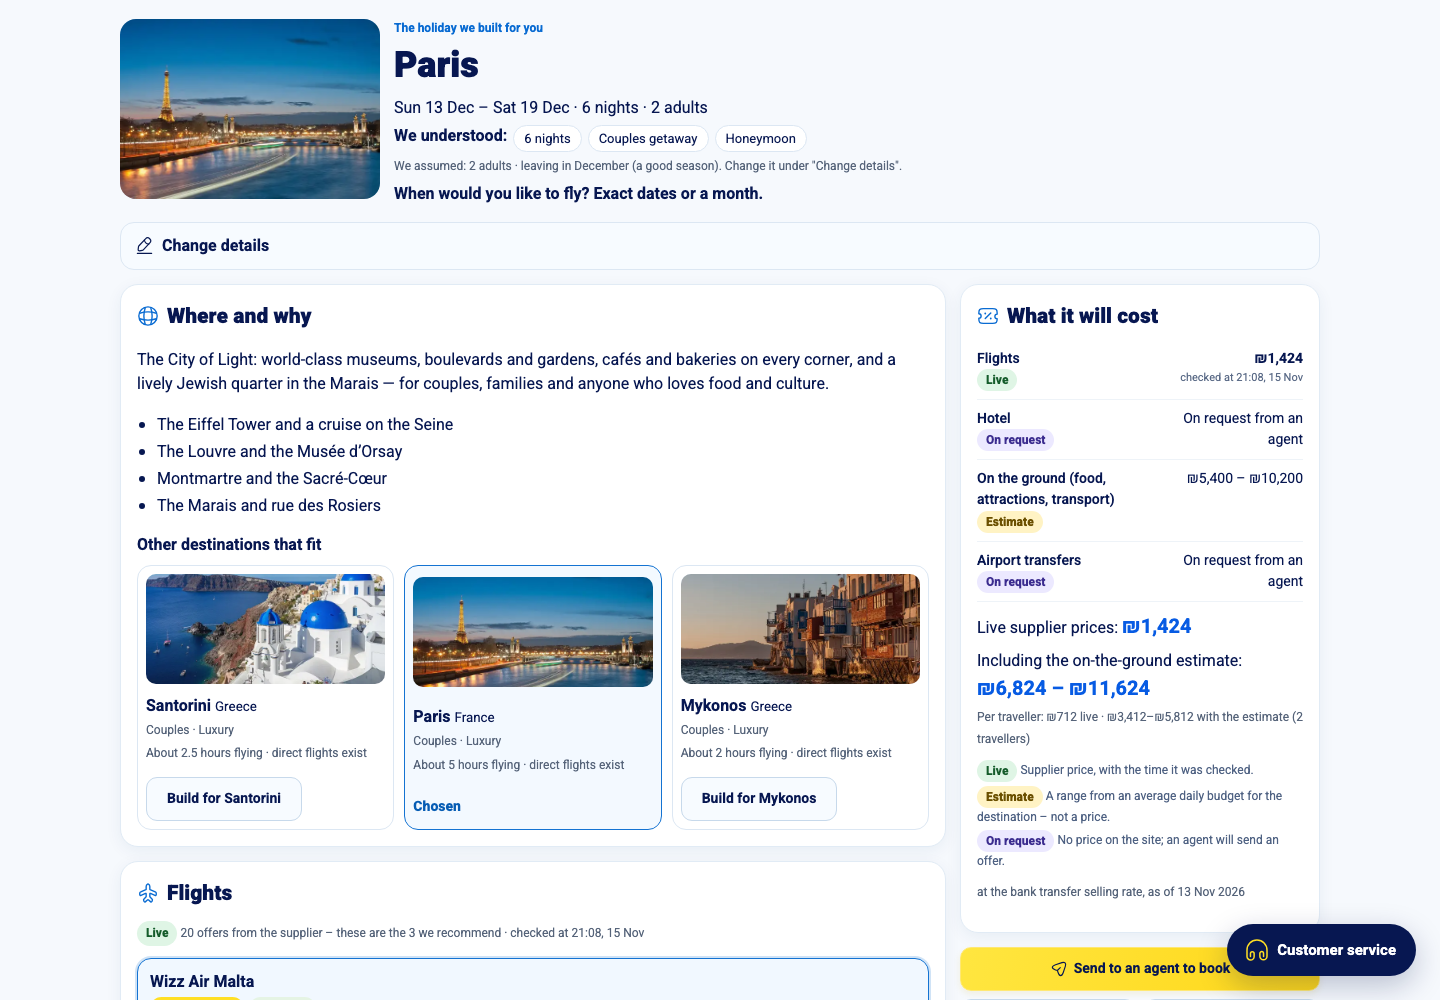 The holiday we built for you
Paris
Sun 13 Dec – Sat 19 Dec · 6 nights · 2 adults
We understood: 6 nights Couples getaway Honeymoon
We assumed: 2 adults · leaving in December (a good season). Change it under "Change details".
When would you like to fly? Exact dates or a month.
Change details
Where and why
The City of Light: world-class museums, boulevards and gardens, cafés and bakeries on every corner, and a
lively Jewish quarter in the Marais — for couples, families and anyone who loves food and culture.
The Eiffel Tower and a cruise on the Seine
The Louvre and the Musée d’Orsay
Montmartre and the Sacré-Cœur
The Marais and rue des Rosiers
Other destinations that fit
Santorini Greece
Couples · Luxury
About 2.5 hours flying · direct flights exist
Build for Santorini
Paris France
Couples · Luxury
About 5 hours flying · direct flights exist
Chosen
Mykonos Greece
Couples · Luxury
About 2 hours flying · direct flights exist
Build for Mykonos
Flights
Live 20 offers from the supplier – these are the 3 we recommend · checked at 21:08, 15 Nov
Wizz Air Malta
What it will cost
Flights ₪1,424
Live checked at 21:08, 15 Nov
Hotel On request from an
On request agent
On the ground (food, ₪5,400 – ₪10,200
attractions, transport)
Estimate
Airport transfers On request from an
On request agent
Live supplier prices: ₪1,424
Including the on-the-ground estimate:
₪6,824 – ₪11,624
Per traveller: ₪712 live · ₪3,412–₪5,812 with the estimate (2
travellers)
Live Supplier price, with the time it was checked.
Estimate A range from an average daily budget for the
destination – not a price.
On request No price on the site; an agent will send an
offer.
at the bank transfer selling rate, as of 13 Nov 2026
Send to an agent to book
Customer service